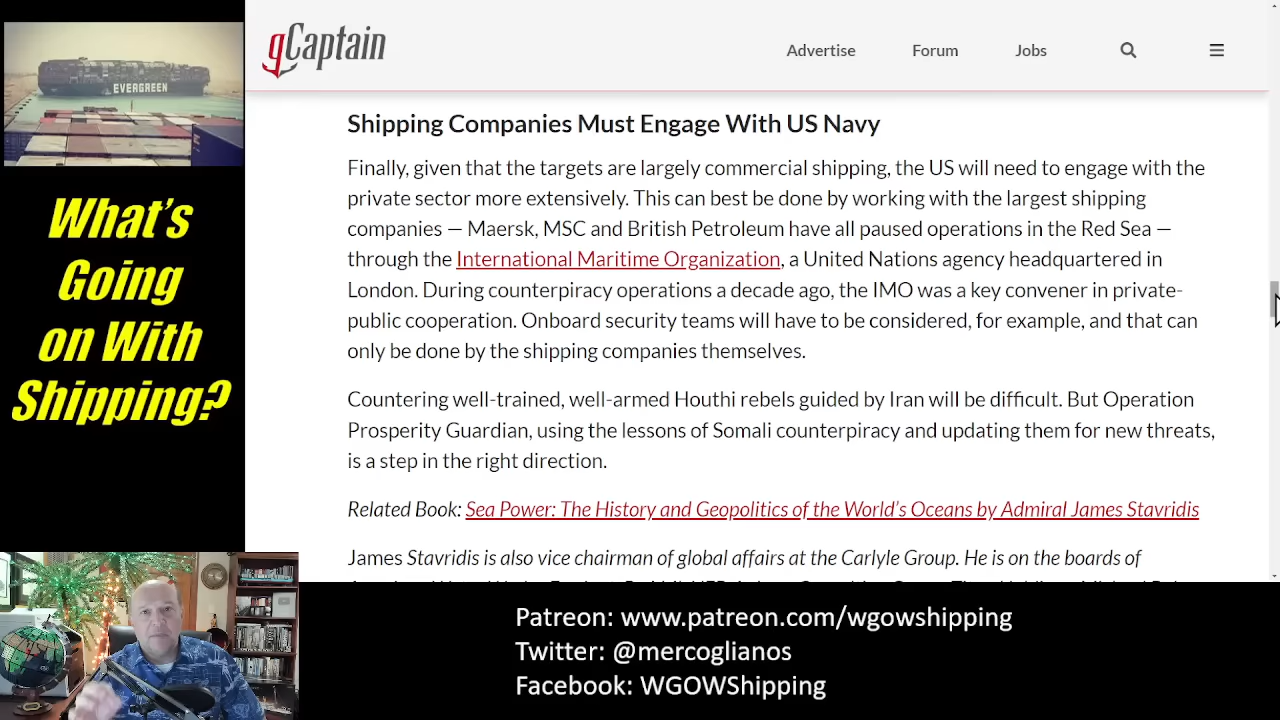 gCaptain
Advertise
Forum
Jobs
EVERGREEN
What's
Going
on With
Shipping?
Shipping Companies Must Engage With US Navy
Finally, given that the targets are largely commercial shipping, the US will need to engage with the
private sector more extensively. This can best be done by working with the largest shipping
companies — Maersk, MSC and British Petroleum have all paused operations in the Red Sea —
through the International Maritime Organization, a United Nations agency headquartered in
London. During counterpiracy operations a decade ago, the IMO was a key convener in private-
public cooperation. Onboard security teams will have to be considered, for example, and that can
only be done by the shipping companies themselves.
Countering well-trained, well-armed Houthi rebels guided by Iran will be difficult. But Operation
Prosperity Guardian, using the lessons of Somali counterpiracy and updating them for new threats,
is a step in the right direction.
Related Book: Sea Power: The History and Geopolitics of the World's Oceans by Admiral James Stavridis
James Stavridis is also vice chairman of global affairs at the Carlyle Group. He is on the boards of
Patreon: www.patreon.com/wgowshipping
Twitter: @mercoglianos
Facebook: WGOWShipping